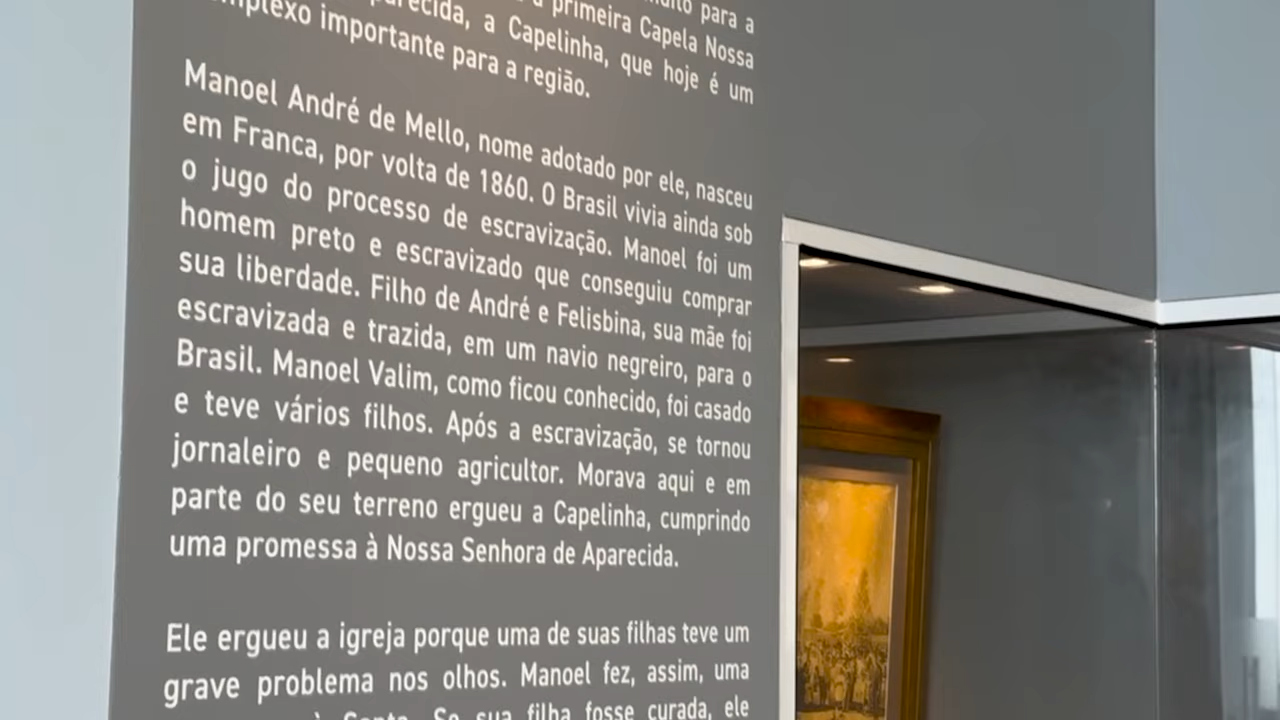 para a
a primeira Capela Nossa
Aparecida, a Capelinha, que hoje é um
complexo importante para a região.
Manoel André de Mello, nome adotado por ele, nasceu
em Franca, por volta de 1860. O Brasil vivia ainda sob
o jugo do processo de escravização. Manoel foi um
homem preto e escravizado que conseguiu comprar
sua liberdade. Filho de André e Felisbina, sua mãe foi
escravizada e trazida, em um navio negreiro, para o
Brasil. Manoel Valim, como ficou conhecido, foi casado
e teve vários filhos. Após a escravização, se tornou
jornaleiro e pequeno agricultor. Morava aqui e em
parte do seu terreno ergueu a Capelinha, cumprindo
uma promessa à Nossa Senhora de Aparecida.
Ele ergueu a igreja porque uma de suas filhas teve um
grave problema nos olhos. Manoel fez, assim, uma
à Santa. Se sua filha fosse curada, ele